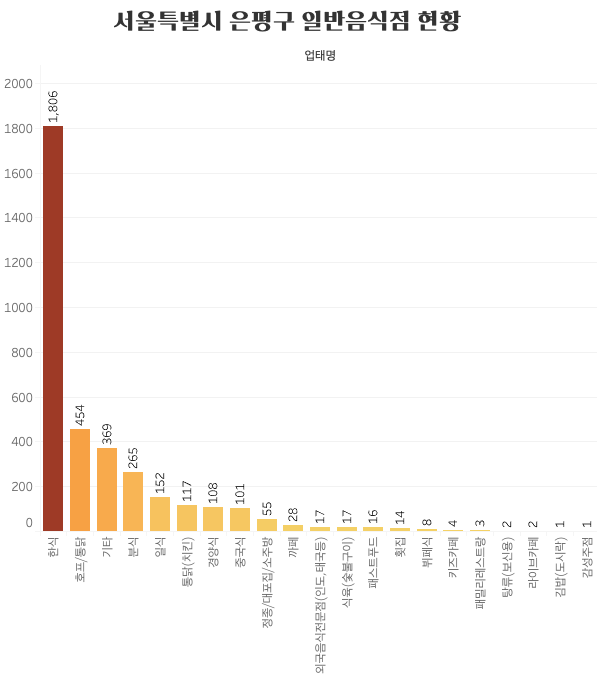 서울특별시 은평구 일반음식점 현황
업태명
2000
1800
1600
1400
1200
1000
800
600
400
200
0
1,806
454
369
265
152
117
108
101
55
28
17
17
16
14
8
4
3
2
2
1
1
한식
호프/통닭
기타
분식
일식
통닭(치킨)
경양식
중국식
정종/대포집/소주방
까페
외국음식전문점(인도,태국등)
식육(숯불구이)
패스트푸드
횟집
뷔페식
키즈카페
패밀리레스트랑
탕류(보신용)
라이브카페
김밥(도시락)
감성주점